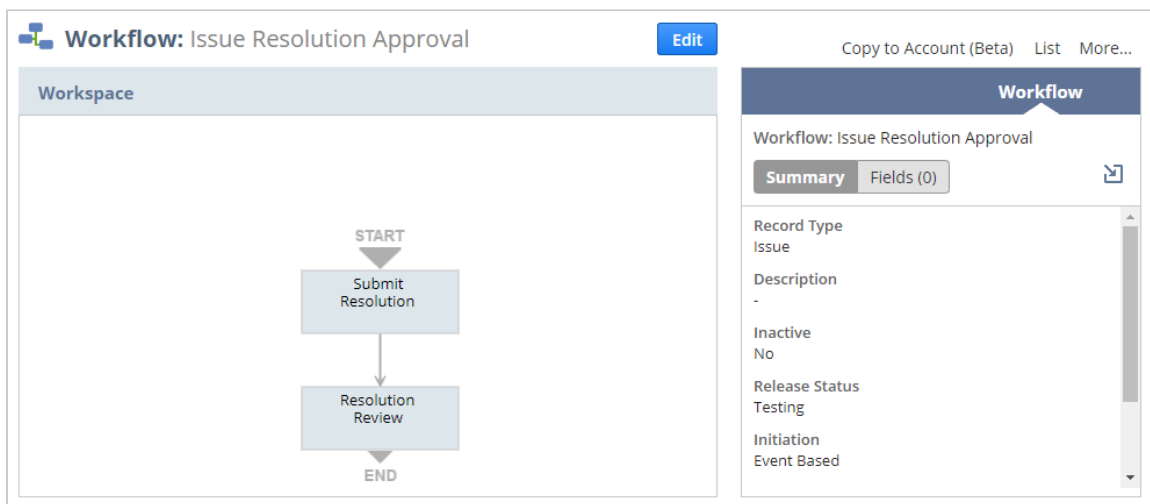 Workflow: Issue Resolution Approval
Edit
Copy to Account (Beta) List More...
Workspace
START
Submit
Resolution
Resolution
Review
END
Workflow
Workflow: Issue Resolution Approval
Summary Fields (0)
Record Type
Issue
Description
-
Inactive
No
Release Status
Testing
Initiation
Event Based